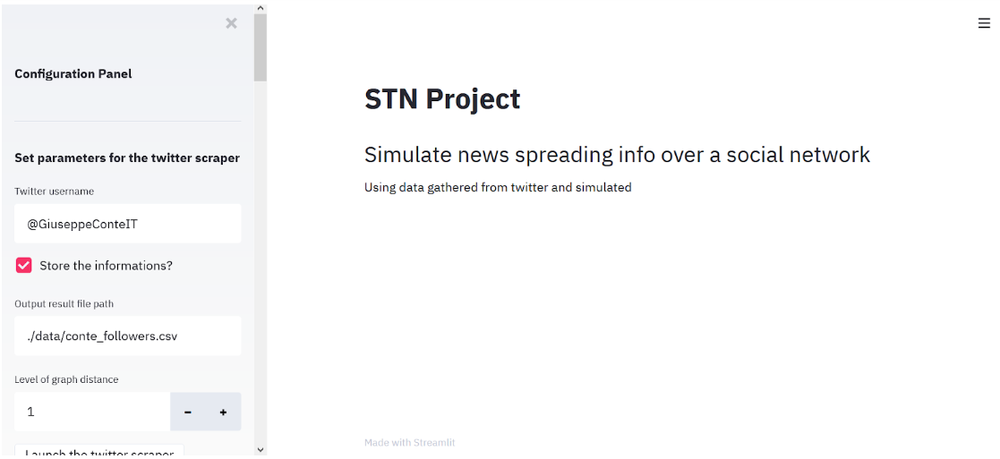 Configuration Panel
Set parameters for the twitter scraper
Twitter username
@GiuseppeConteIT
Store the informations?
Output result file path
./data/conte_followers.csv
Level of graph distance
1
Launch the twitter scraper
STN Project
Simulate news spreading info over a social network
Using data gathered from twitter and simulated
Made with Streamlit